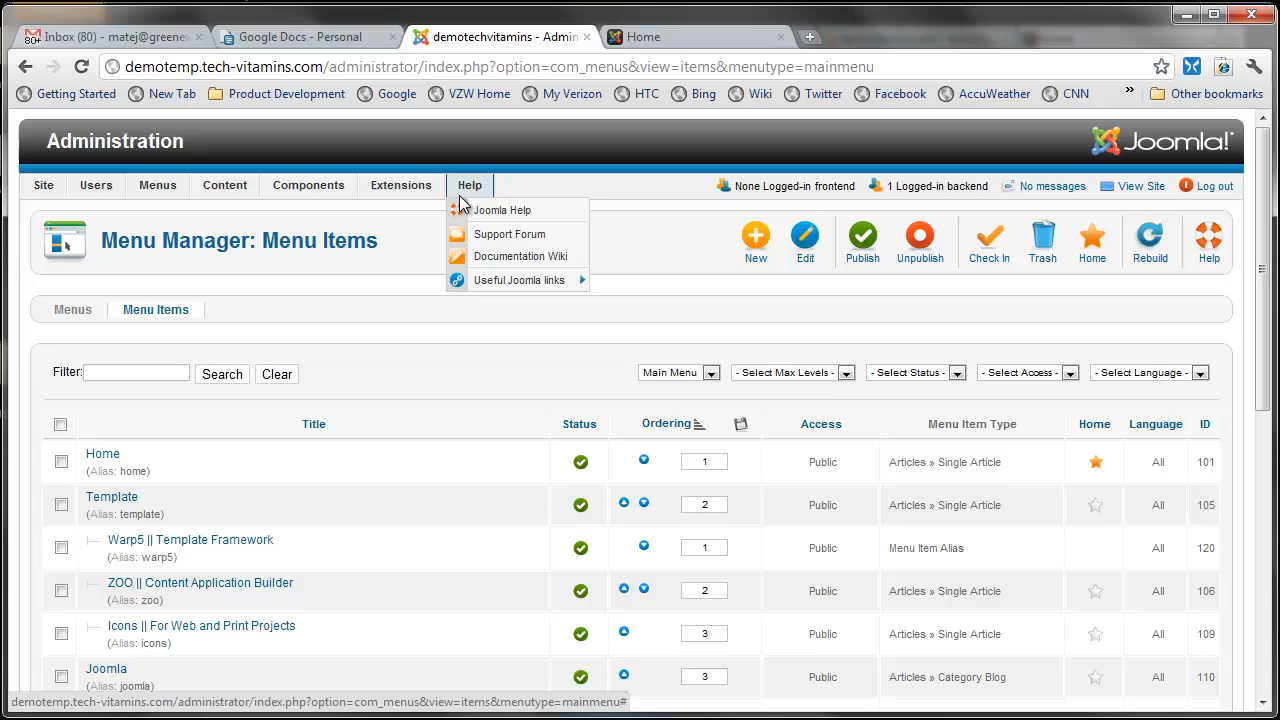 Inbox (80) - matej@greenev
Google Docs - Personal
demotechvitamins - Admin
Home
80+
demotemp.tech-vitamins.com/administrator/index.php?option=com_menus&view=items&menutype=mainmenu
Getting Started
New Tab
Product Development
Google
VZW Home
My Verizon
HTC
Bing
Wiki
Twitter
Facebook
AccuWeather
CNN
»
Other bookmarks
Administration
Joomla!
Site
Users
Menus
Content
Components
Extensions
Help
None Logged-in frontend
1 Logged-in backend
No messages
View Site
Log out
Joomla Help
Support Forum
Documentation Wiki
Useful Joomla links
Menu Manager: Menu Items
New
Edit
Publish
Unpublish
Check In
Trash
Home
Rebuild
Help
Menus
Menu Items
Filter:
Search
Clear
Main Menu
- Select Max Levels -
- Select Status -
- Select Access -
- Select Language -
Title Status Ordering Access Menu Item Type Home Language ID
Home 1 Public Articles » Single Article All 101
(Alias: home)
Template 2 Public Articles » Single Article All 105
(Alias: template)
Warp5 || Template Framework 1 Public Menu Item Alias All 120
(Alias: warp5)
ZOO || Content Application Builder 2 Public Articles » Single Article All 106
(Alias: zoo)
Icons || For Web and Print Projects 3 Public Articles » Single Article All 109
(Alias: icons)
Joomla 3 Public Articles » Category Blog All 110
(Alias: joomla)
demotemp.tech-vitamins.com/administrator/index.php?option=com_menus&view=items&menutype=mainmenu#